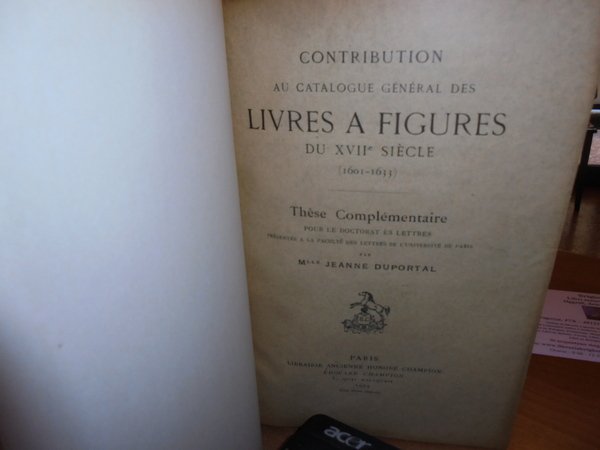 CONTRIBUTION
AU CATALOGUE GÉNÉRAL DES
LIVRES A FIGURES
DU XVIIe SIÈCLE
(1601-1633)
Thèse Complémentaire
POUR LE DOCTORAT ÈS LETTRES
PRÉSENTÉE A LA FACULTÉ DES LETTRES DE L'UNIVERSITÉ DE PARIS
PAR
MLLE JEANNE DUPORTAL
PARIS
LIBRAIRIE ANCIENNE HONORÉ CHAMPION
ÉDOUARD CHAMPION
acer